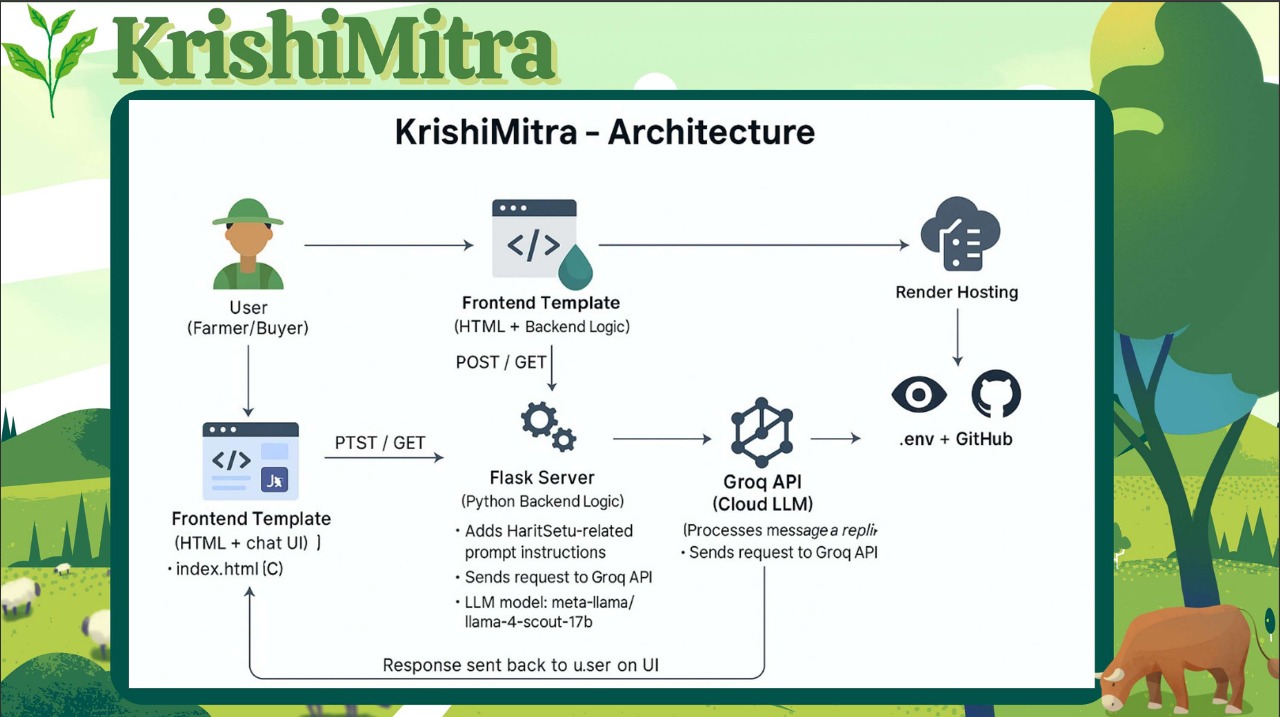 KrishiMitra
KrishiMitra - Architecture
</>
User
(Farmer/Buyer)
Frontend Template
(HTML + Backend Logic)
Render Hosting
POST / GET
.env + GitHub
</>
Js
PTST / GET
Frontend Template
(HTML + chat UI) ]
• index.html (C)
Flask Server
(Python Backend Logic)
• Adds HaritSetu-related
prompt instructions
• Sends request to Groq API
• LLM model: meta-llama/
llama-4-scout-17b
Groq API
(Cloud LLM)
(Processes message a repli
• Sends request to Groq API
Response sent back to u.ser on UI